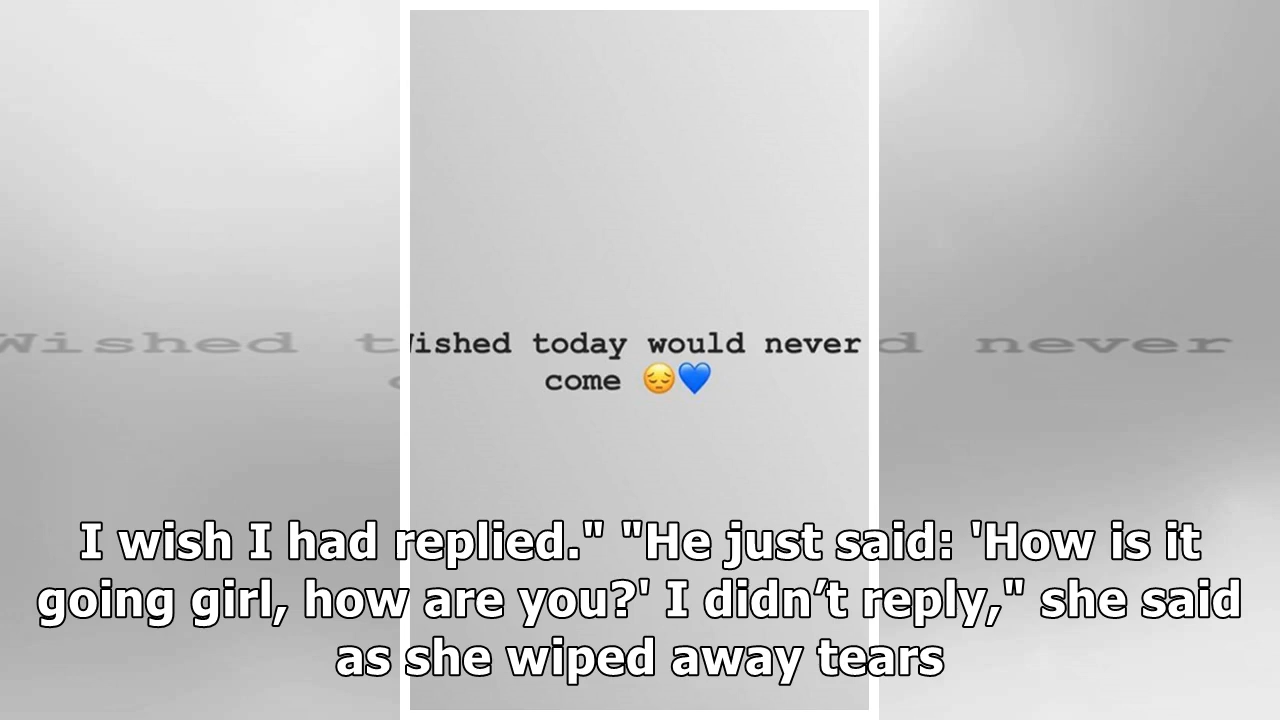 Wished today would never
come 😔💙
I wish I had replied." "He just said: 'How is it
going girl, how are you?' I didn’t reply," she said
as she wiped away tears